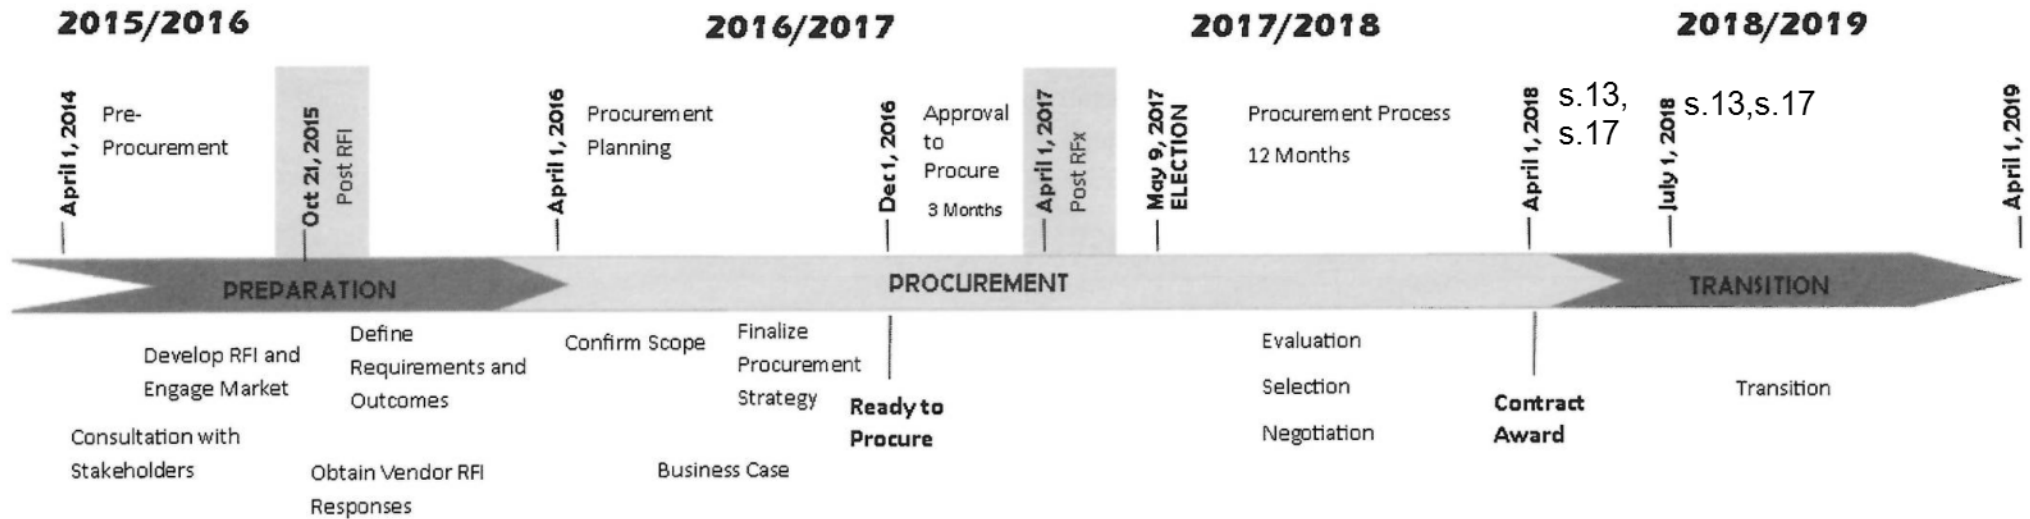 2015/2016
2016/2017
2017/2018
2018/2019
April 1, 2014
Pre-
Procurement
Oct 21, 2015
Post RFI
April 1, 2016
Procurement
Planning
Dec 1, 2016
Approval
to
Procure
3 Months
April 1, 2017
Post RFx
May 9, 2017
ELECTION
Procurement Process
12 Months
April 1, 2018
s.13,
s.17
July 1, 2018
s.13,s.17
April 1, 2019
PREPARATION
PROCUREMENT
TRANSITION
Develop RFI and
Engage Market
Define
Requirements and
Outcomes
Consultation with
Stakeholders
Obtain Vendor RFI
Responses
Confirm Scope
Finalize
Procurement
Strategy
Business Case
Ready to
Procure
Evaluation
Selection
Negotiation
Contract
Award
Transition